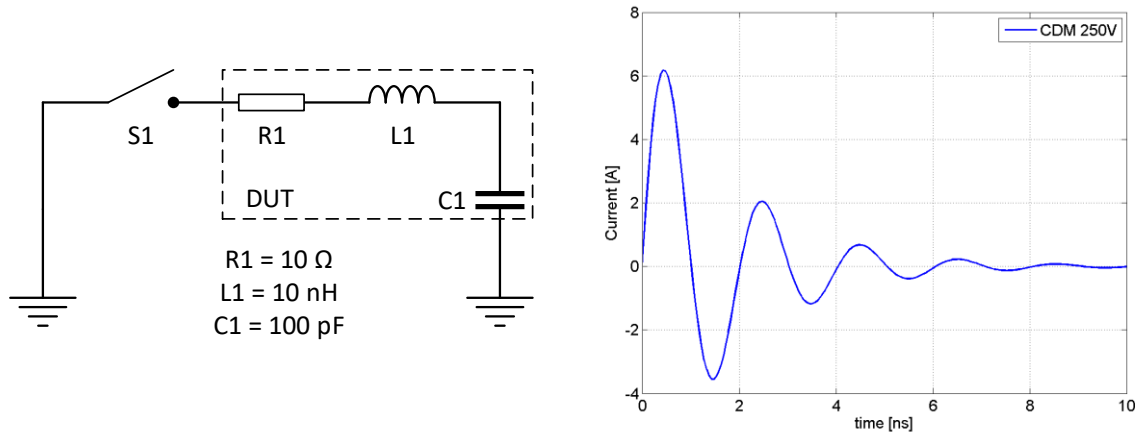 S1
R1
L1
DUT
C1
R1 = 10 Ω
L1 = 10 nH
C1 = 100 pF
CDM 250V
8
6
4
2
0
-2
-4
Current [A]
0 2 4 6 8 10
time [ns]